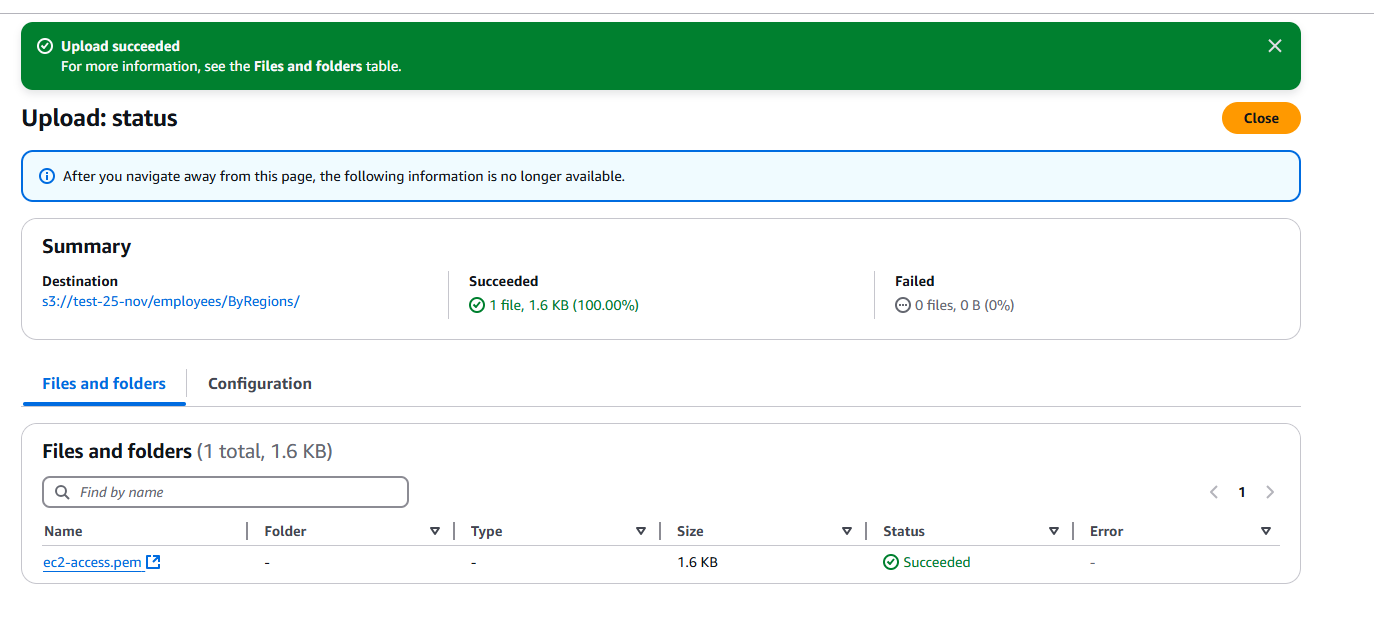 Upload succeeded
For more information, see the Files and folders table.
Upload: status
Close
After you navigate away from this page, the following information is no longer available.
Summary
Destination
s3://test-25-nov/employees/ByRegions/
Succeeded
1 file, 1.6 KB (100.00%)
Failed
0 files, 0 B (0%)
Files and folders
Configuration
Files and folders (1 total, 1.6 KB)
Find by name
1
Name Folder Type Size Status Error
ec2-access.pem - - 1.6 KB Succeeded -